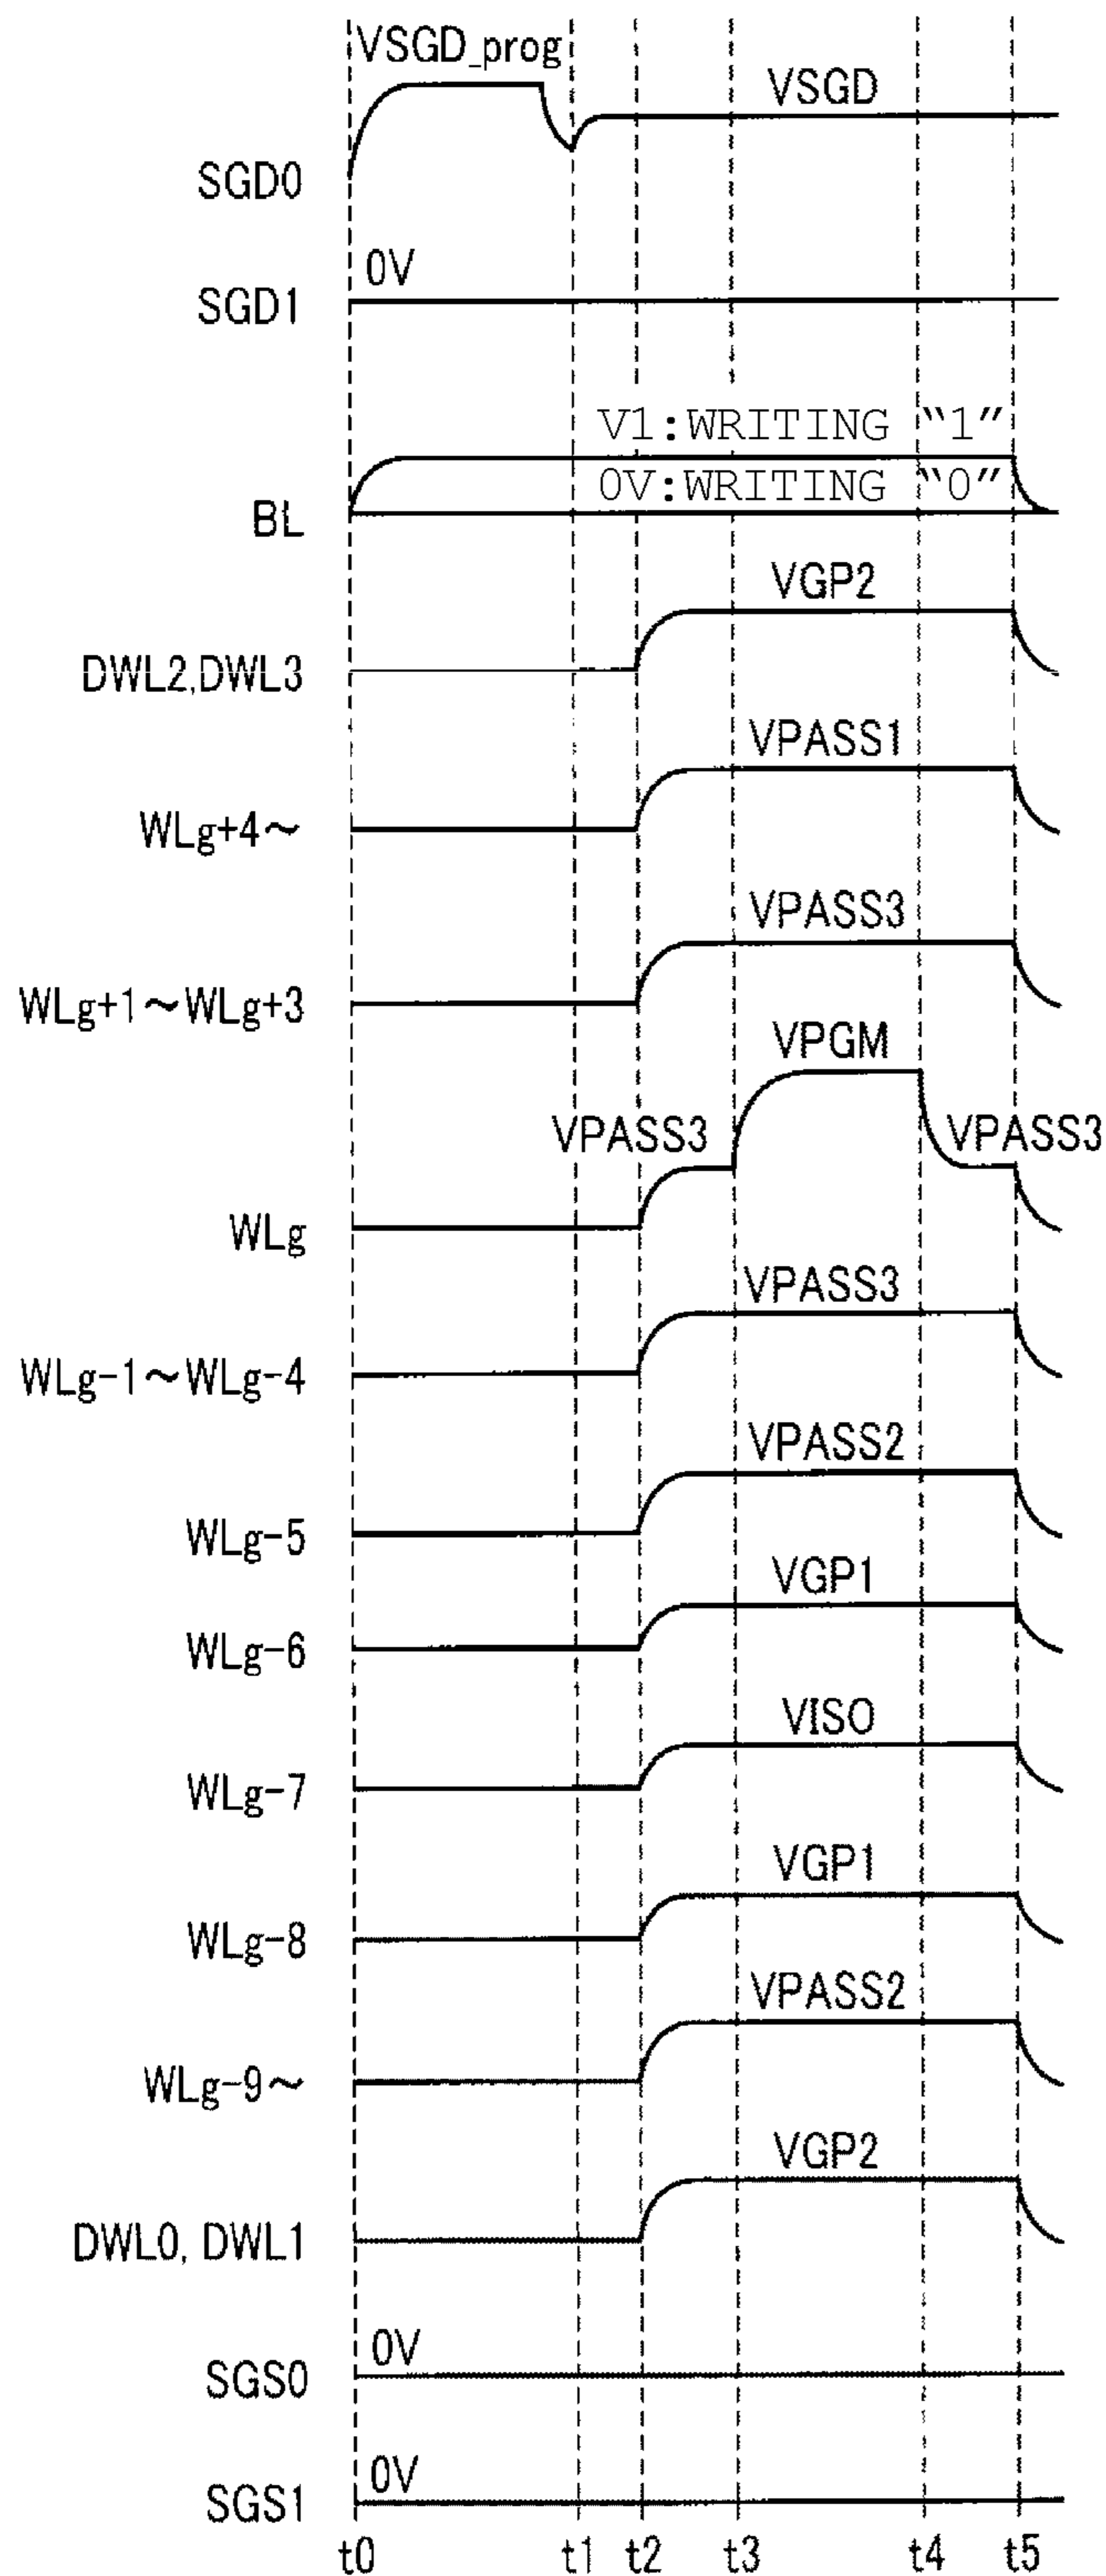 VSGD_prog
VSGD
SGD0
0V
SGD1
V1:WRITING “1”
0V:WRITING “0”
BL
VGP2
DWL2,DWL3
VPASS1
WLg+4~
VPASS3
WLg+1~WLg+3
VPGM
VPASS3 VPASS3
WLg
VPASS3
WLg-1~WLg-4
VPASS2
WLg-5
VGP1
WLg-6
VISO
WLg-7
VGP1
WLg-8
VPASS2
WLg-9~
VGP2
DWL0, DWL1
0V
SGS0
0V
SGS1
t0 t1 t2 t3 t4 t5